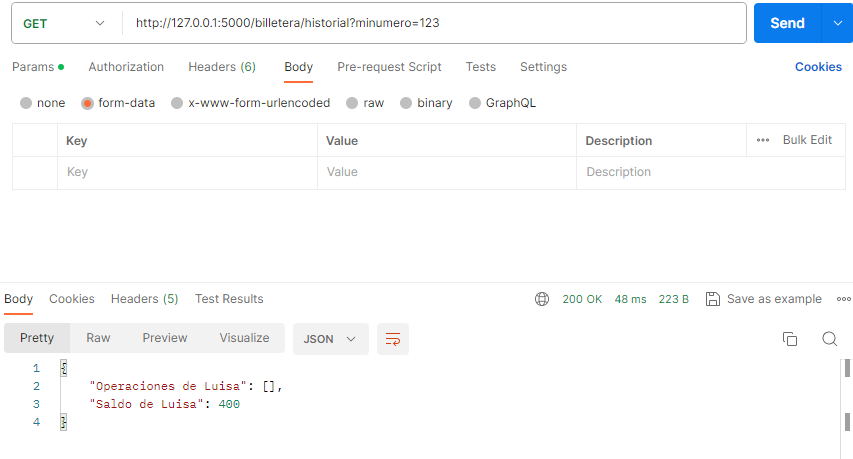 GET http://127.0.0.1:5000/billetera/historial?minumero=123 Send
Params Authorization Headers (6) Body Pre-request Script Tests Settings Cookies
none form-data x-www-form-urlencoded raw binary GraphQL
Key Value Description Bulk Edit
Key Value Description
Body Cookies Headers (5) Test Results 200 OK 48 ms 223 B Save as example
Pretty Raw Preview Visualize JSON
1 {
2 "Operaciones de Luisa": [],
3 "Saldo de Luisa": 400
4 }